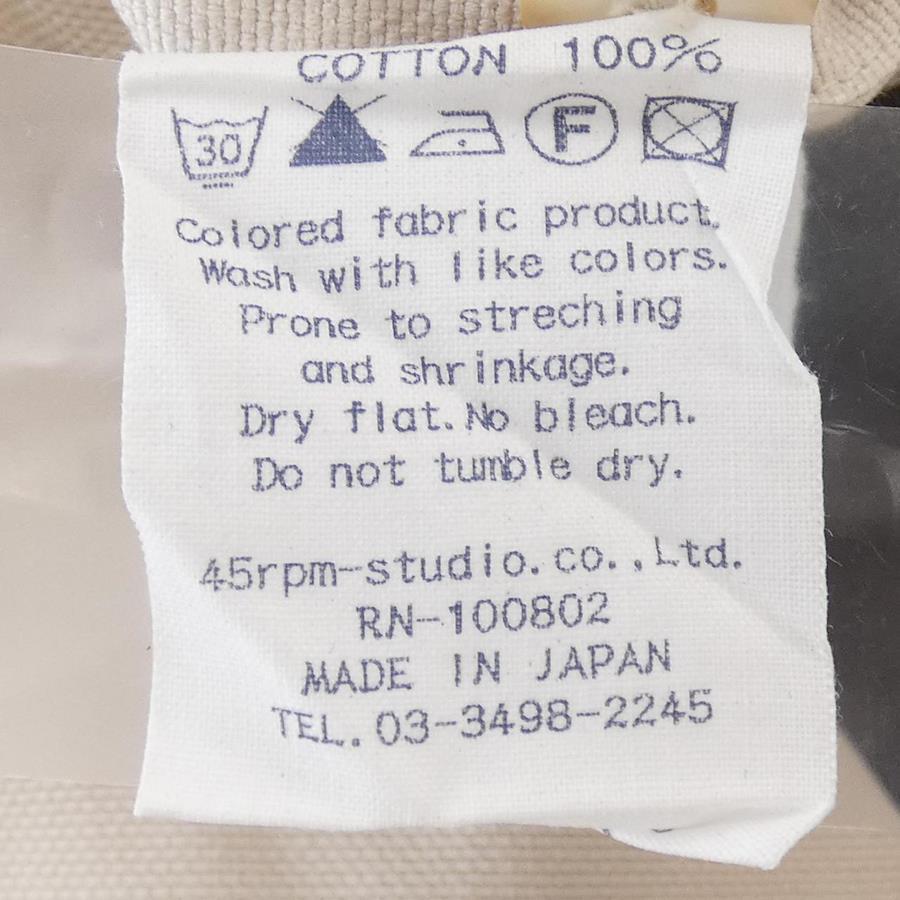 COTTON 100%
30
F
Colored fabric product.
Wash with like colors.
Prone to streching
and shrinkage.
Dry flat.No bleach.
Do not tumble dry.
45rpm-studio.co.,Ltd.
RN-100802
MADE IN JAPAN
TEL.03-3498-2245